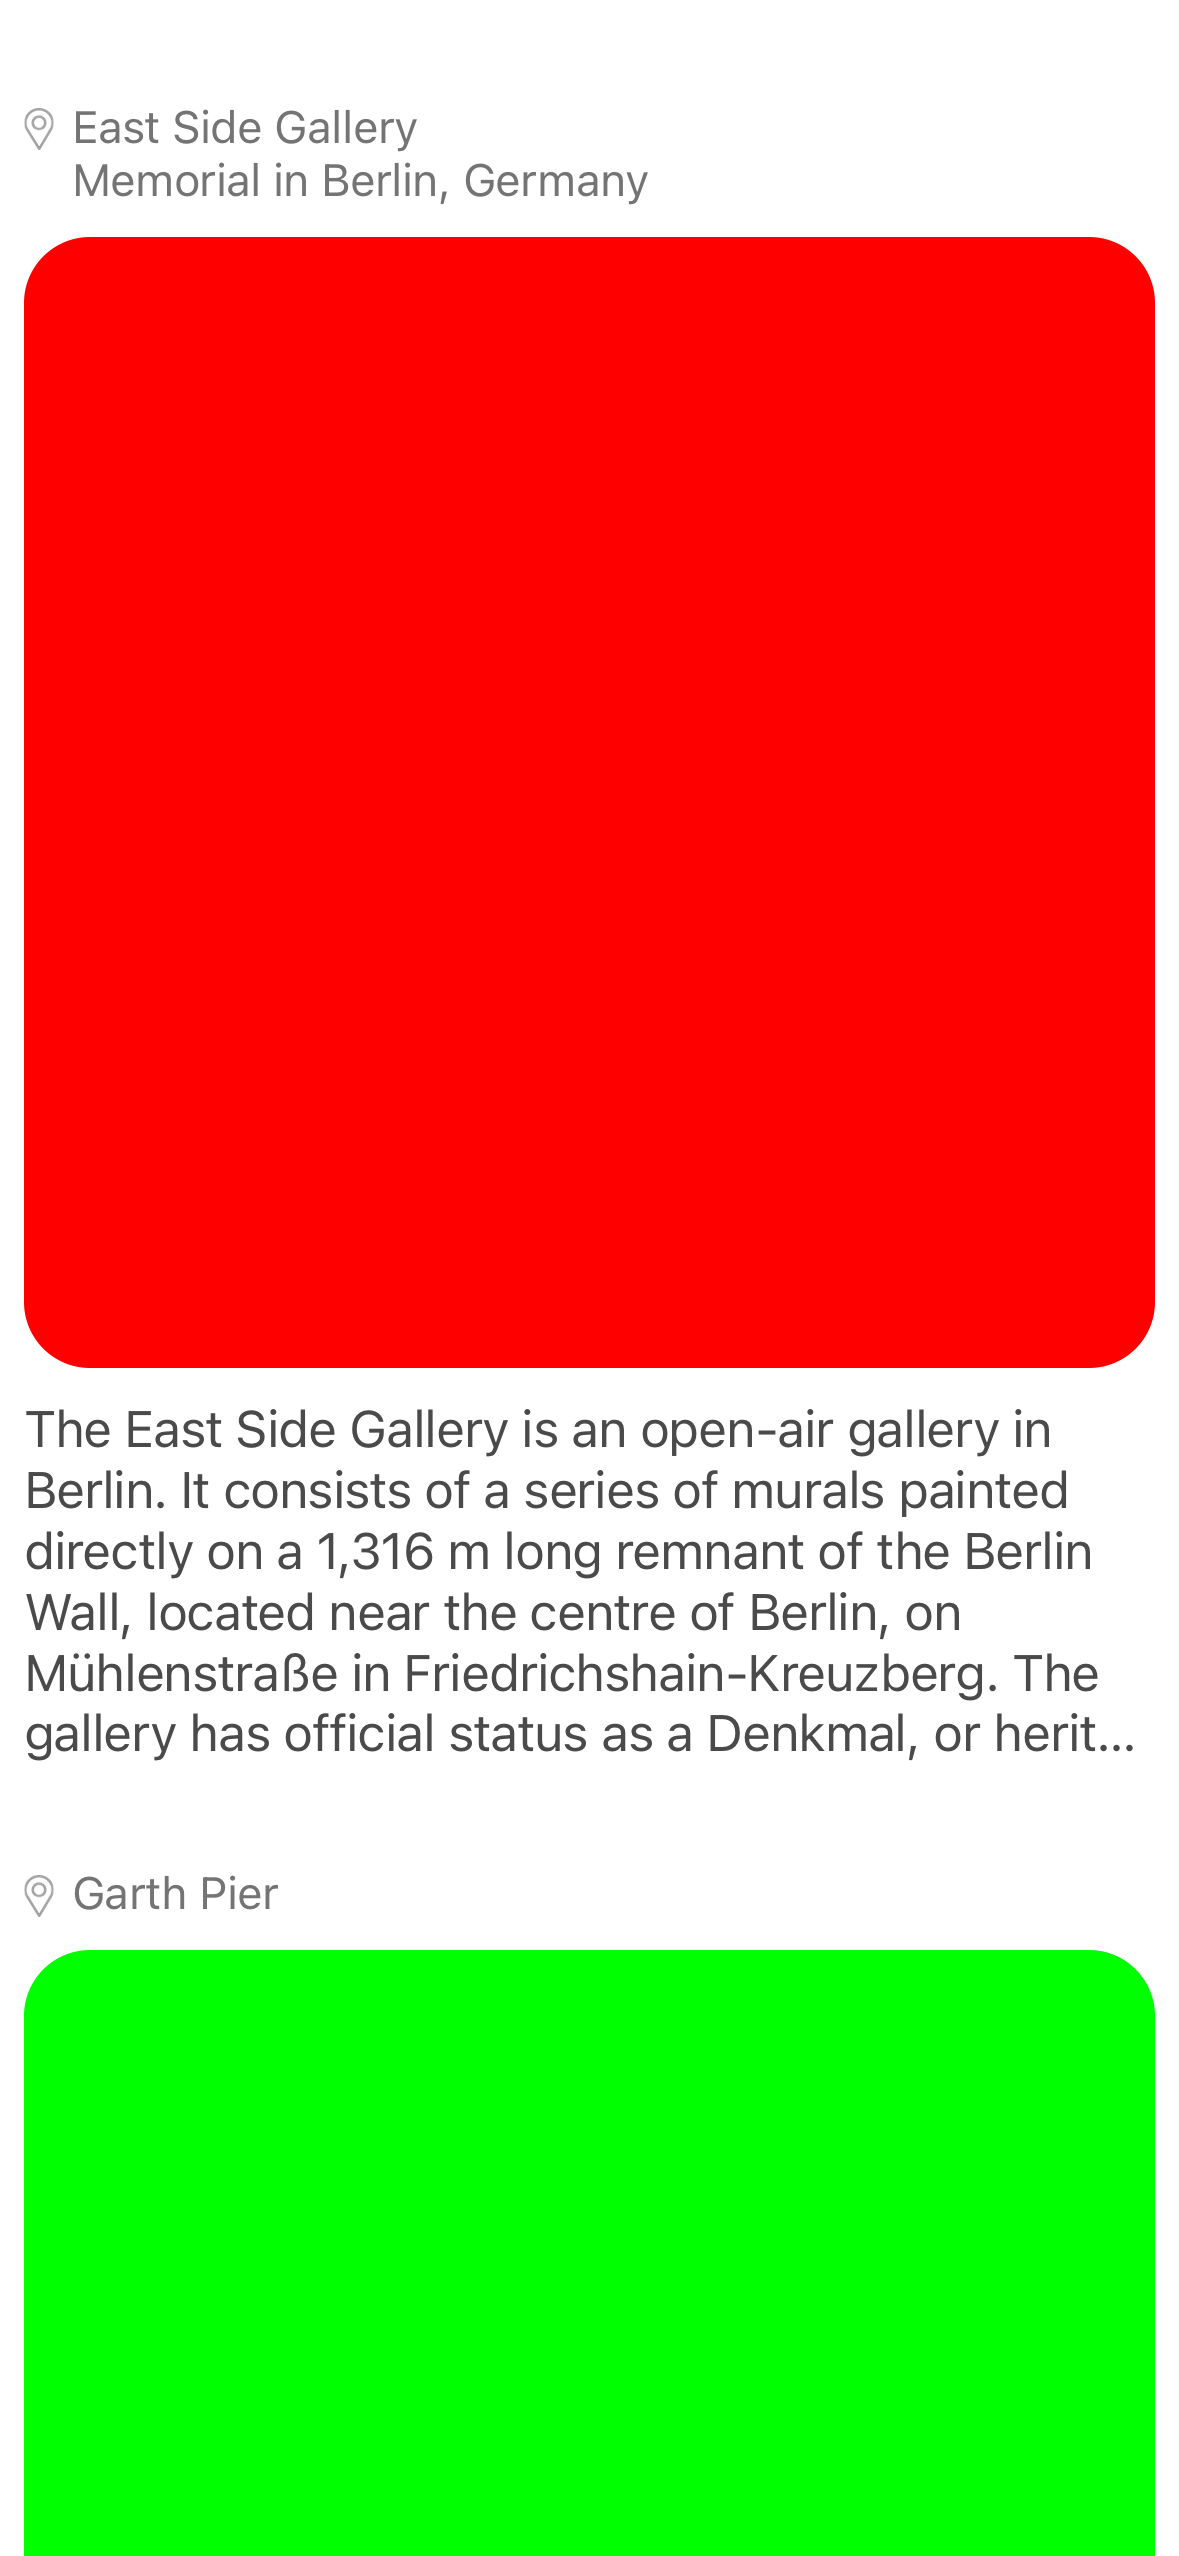 East Side Gallery
Memorial in Berlin, Germany
The East Side Gallery is an open-air gallery in
Berlin. It consists of a series of murals painted
directly on a 1,316 m long remnant of the Berlin
Wall, located near the centre of Berlin, on
Mühlenstraße in Friedrichshain-Kreuzberg. The
gallery has official status as a Denkmal, or herit…
Garth Pier